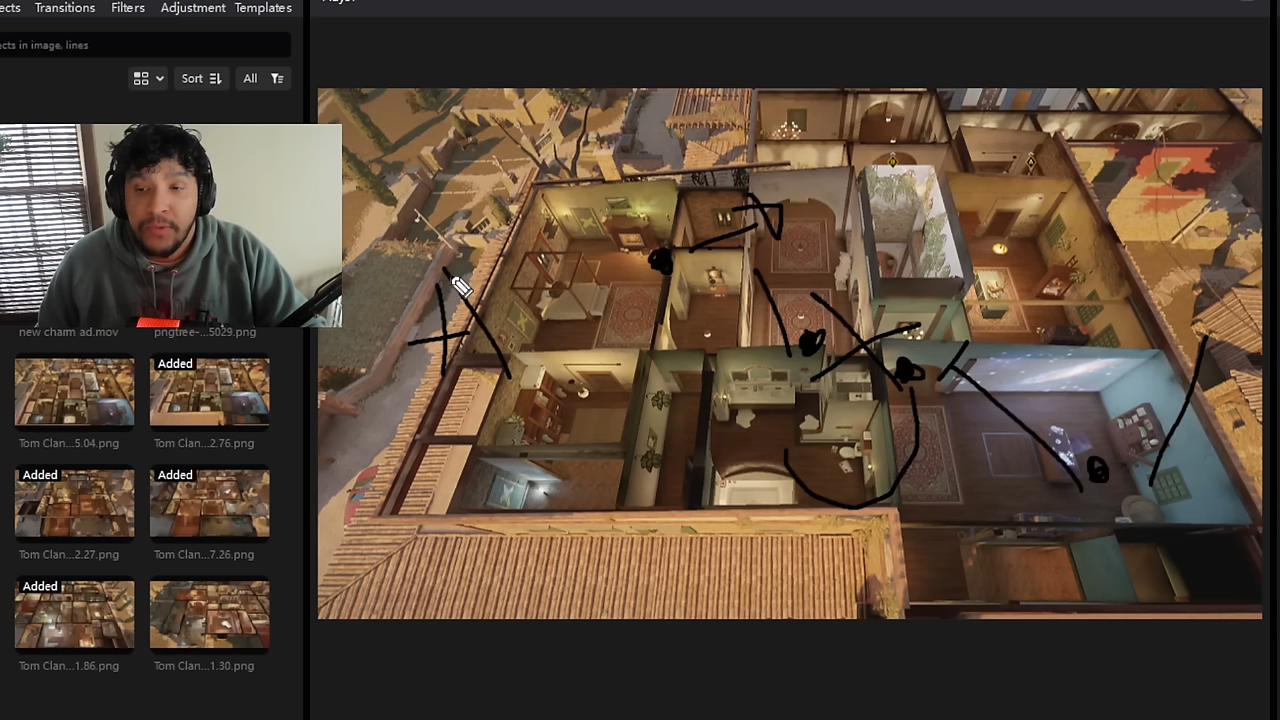 ects Transitions Filters Adjustment Templates
ects in image, lines
Sort All
new charm ad.mov pngtree-...5029.png
Added
Tom Clan...5.04.png Tom Clan...2.76.png
Added Added
Tom Clan...2.27.png Tom Clan...7.26.png
Added
Tom Clan...1.86.png Tom Clan...1.30.png